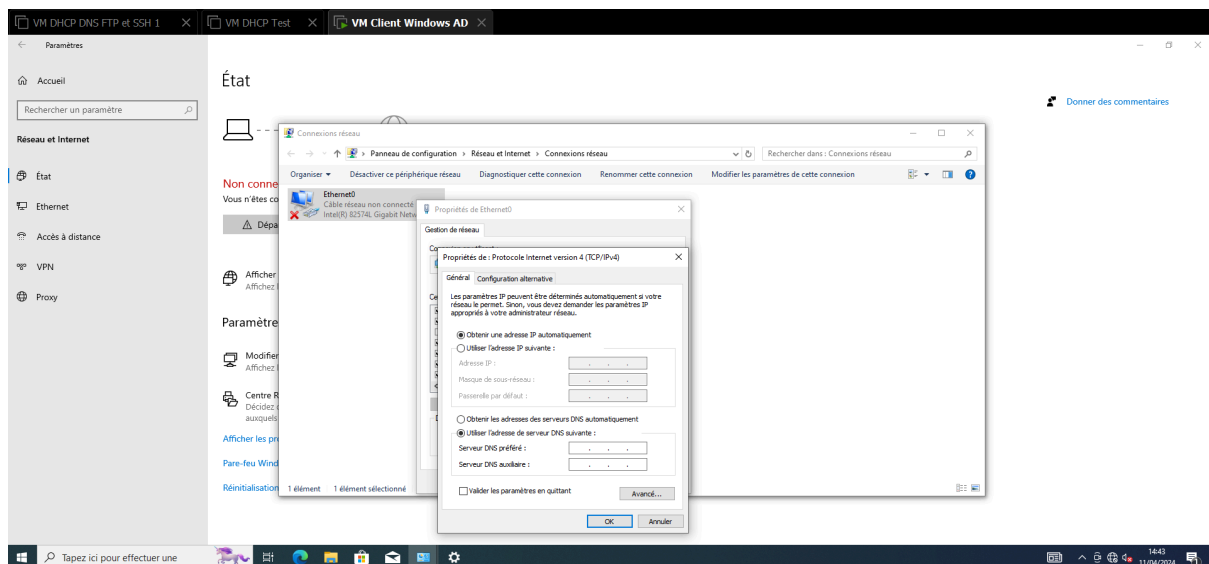 VM DHCP DNS FTP et SSH 1
VM DHCP Test
VM Client Windows AD
Paramètres
Accueil
Rechercher un paramètre
Réseau et Internet
État
Ethernet
Accès à distance
VPN
Proxy
État
Donner des commentaires
Non conne
Vous n'êtes co
Dépa
Afficher
Affichez l
Paramètre
Modifier
Affichez l
Centre R
Décidez
auxquels
Afficher les pr
Pare-feu Wind
Réinitialisation
Connexions réseau
Panneau de configuration > Réseau et Internet > Connexions réseau
Rechercher dans : Connexions réseau
Organiser
Désactiver ce périphérique réseau
Diagnostiquer cette connexion
Renommer cette connexion
Modifier les paramètres de cette connexion
Ethernet0
Câble réseau non connecté
Intel(R) 82574L Gigabit Netw
1 élément
1 élément sélectionné
Propriétés de Ethernet0
Gestion de réseau
Propriétés de : Protocole Internet version 4 (TCP/IPv4)
Général
Configuration alternative
Les paramètres IP peuvent être déterminés automatiquement si votre
réseau le permet. Sinon, vous devez demander les paramètres IP
appropriés à votre administrateur réseau.
Obtenir une adresse IP automatiquement
Utiliser l'adresse IP suivante :
Adresse IP :
Masque de sous-réseau :
Passerelle par défaut :
Obtenir les adresses des serveurs DNS automatiquement
Utiliser l'adresse de serveur DNS suivante :
Serveur DNS préféré :
Serveur DNS auxiliaire :
Valider les paramètres en quittant
Avancé...
OK
Annuler
Tapez ici pour effectuer une
14:43
11/04/2024